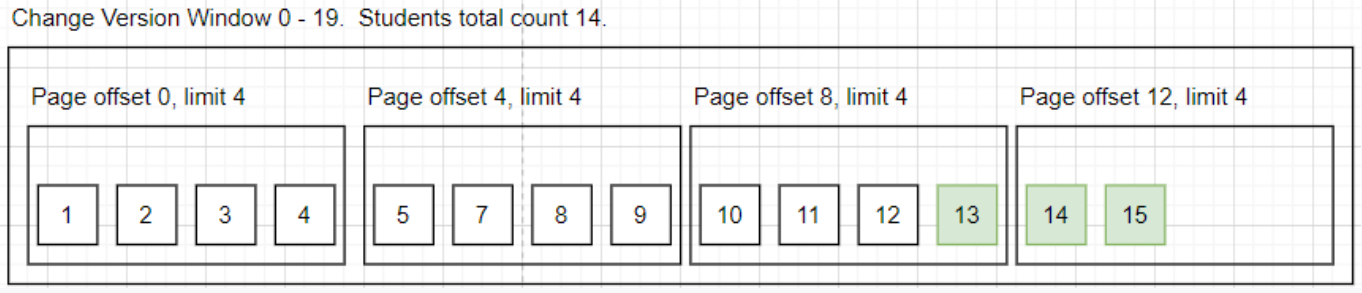 Change Version Window 0 - 19.  Students total count 14.
Page offset 0, limit 4
Page offset 4, limit 4
Page offset 8, limit 4
Page offset 12, limit 4
1 2 3 4 5 7 8 9 10 11 12 13 14 15